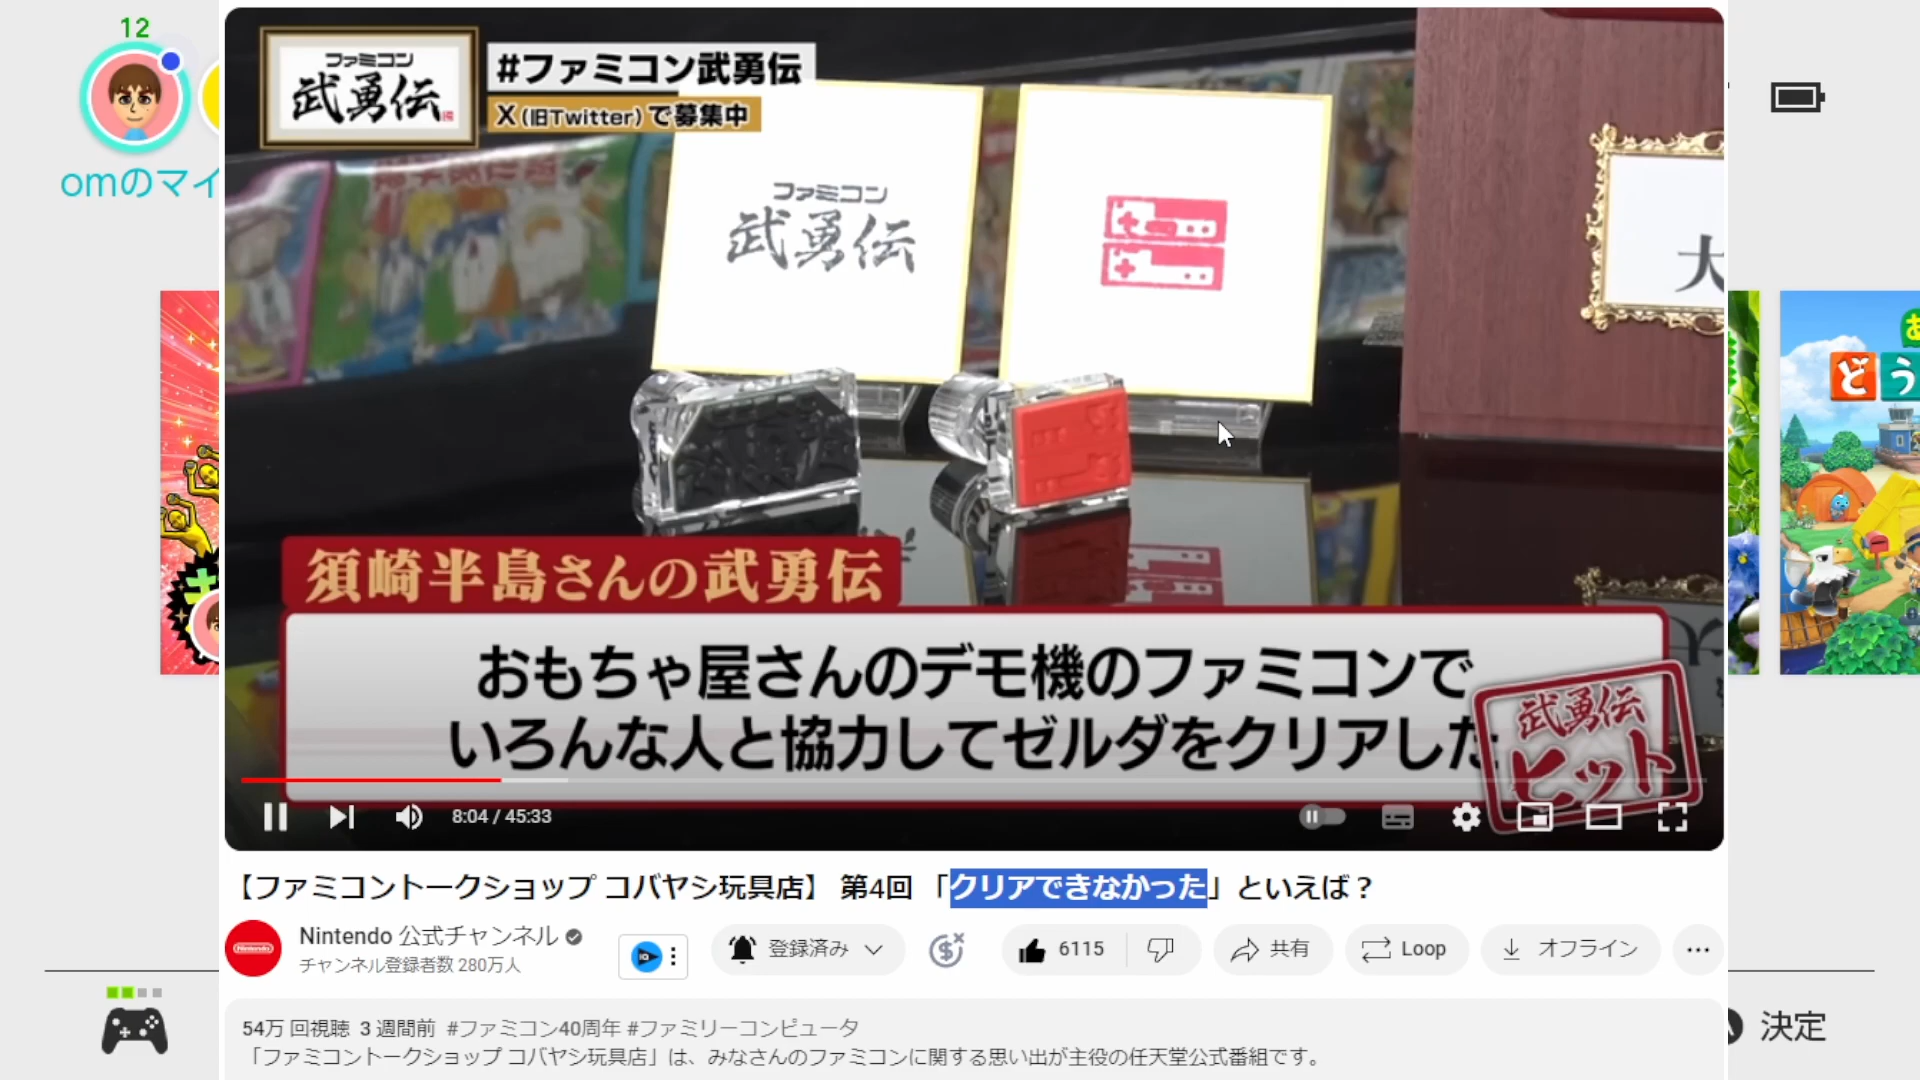 12
omのマイ
ファミコン
武勇伝
#ファミコン武勇伝
X(旧Twitter)で募集中
ファミコン
武勇伝
大
ど う
須崎半島さんの武勇伝
おもちゃ屋さんのデモ機のファミコンで
いろんな人と協力してゼルダをクリアした
武勇伝
ヒット
8:04 / 45:33
【ファミコントークショップ コバヤシ玩具店】 第4回 「クリアできなかった」といえば？
Nintendo
Nintendo 公式チャンネル
チャンネル登録者数 280万人
登録済み
6115
共有
Loop
オフライン
54万 回視聴 3 週間前 #ファミコン40周年 #ファミリーコンピュータ
「ファミコントークショップ コバヤシ玩具店」は、みなさんのファミコンに関する思い出が主役の任天堂公式番組です。
決定